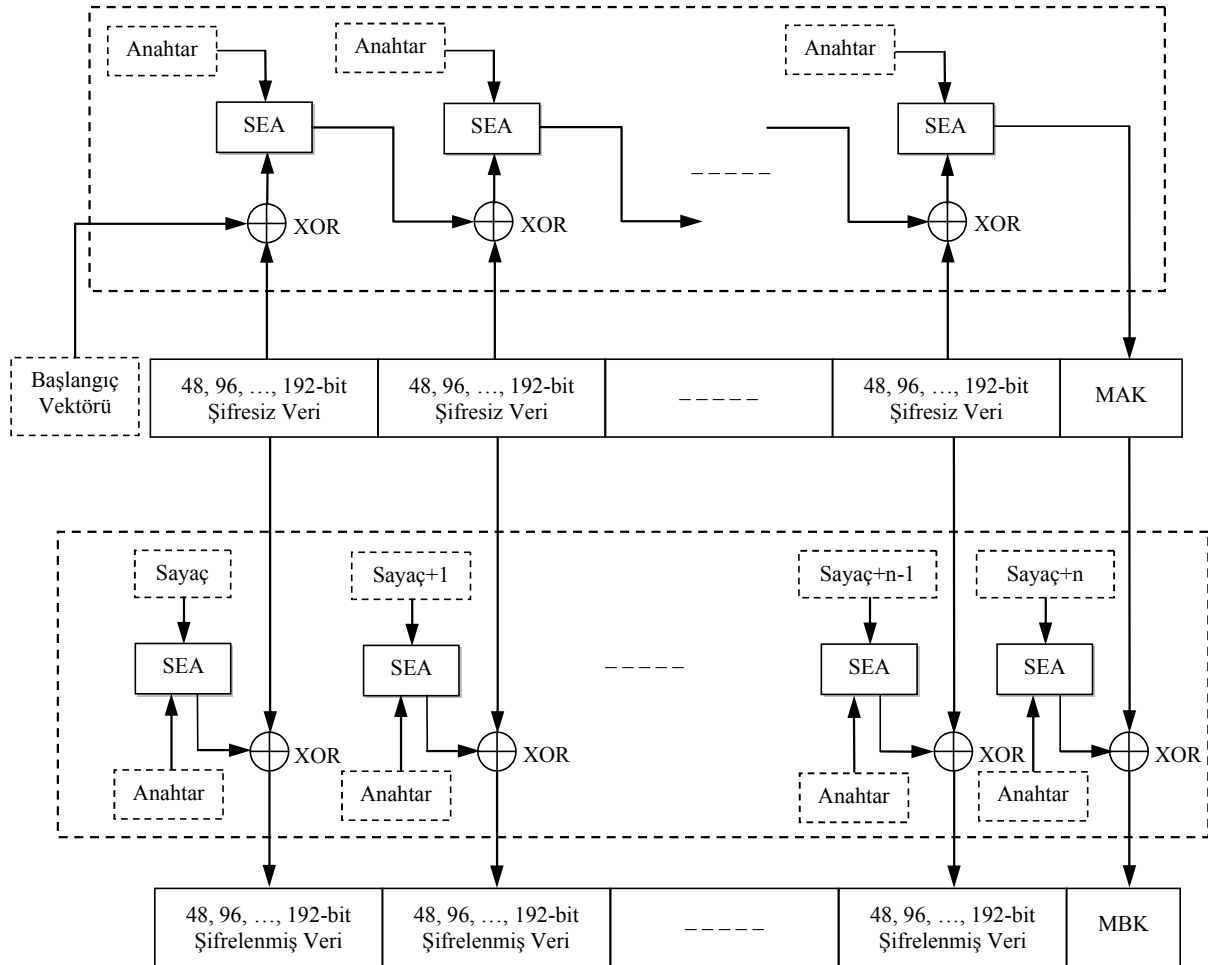 Anahtar
Anahtar
Anahtar
SEA
SEA
SEA
– – – – –
XOR
XOR
XOR
Başlangıç
Vektörü
48, 96, …, 192-bit
Şifresiz Veri
48, 96, …, 192-bit
Şifresiz Veri
– – – – –
48, 96, …, 192-bit
Şifresiz Veri
MAK
Sayaç
Sayaç+1
Sayaç+n-1
Sayaç+n
SEA
SEA
– – – – –
SEA
SEA
XOR
XOR
XOR
XOR
Anahtar
Anahtar
Anahtar
Anahtar
48, 96, …, 192-bit
Şifrelenmiş Veri
48, 96, …, 192-bit
Şifrelenmiş Veri
– – – – –
48, 96, …, 192-bit
Şifrelenmiş Veri
MBK